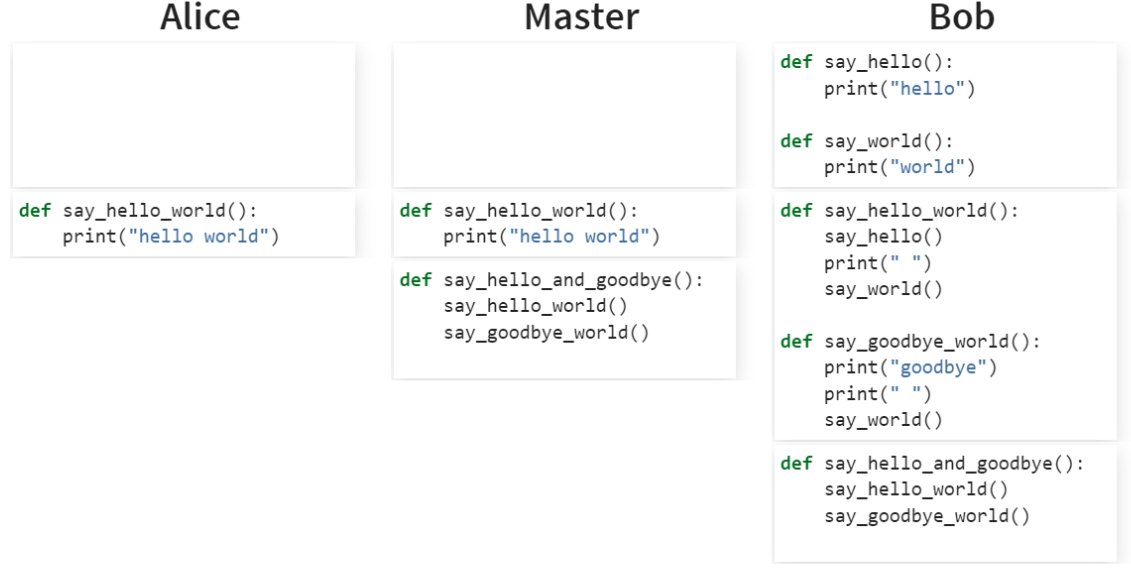 Alice
def say_hello_world():
    print("hello world")
Master
def say_hello_world():
    print("hello world")
def say_hello_and_goodbye():
    say_hello_world()
    say_goodbye_world()
Bob
def say_hello():
    print("hello")
def say_world():
    print("world")
def say_hello_world():
    say_hello()
    print(" ")
    say_world()
def say_goodbye_world():
    print("goodbye")
    print(" ")
    say_world()
def say_hello_and_goodbye():
    say_hello_world()
    say_goodbye_world()